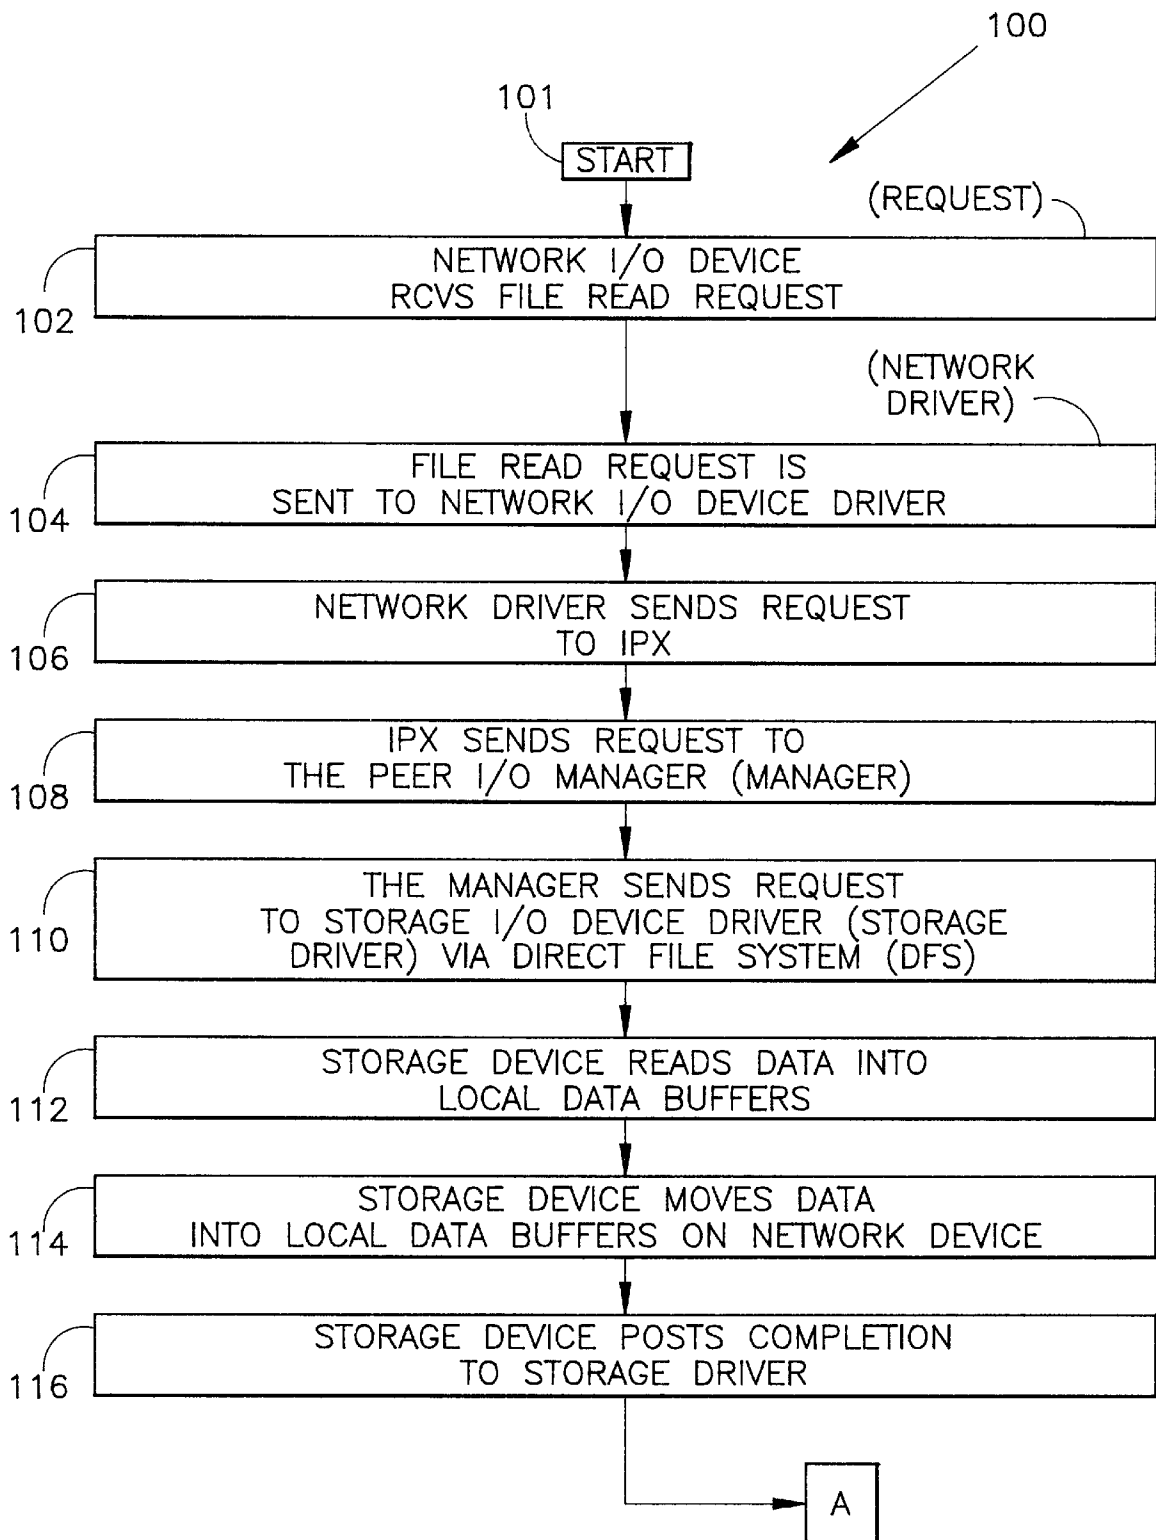 100
101
START
(REQUEST)
NETWORK I/O DEVICE
RCVS FILE READ REQUEST
102
(NETWORK
DRIVER)
FILE READ REQUEST IS
SENT TO NETWORK I/O DEVICE DRIVER
104
NETWORK DRIVER SENDS REQUEST
TO IPX
106
IPX SENDS REQUEST TO
THE PEER I/O MANAGER (MANAGER)
108
THE MANAGER SENDS REQUEST
TO STORAGE I/O DEVICE DRIVER (STORAGE
DRIVER) VIA DIRECT FILE SYSTEM (DFS)
110
STORAGE DEVICE READS DATA INTO
LOCAL DATA BUFFERS
112
STORAGE DEVICE MOVES DATA
INTO LOCAL DATA BUFFERS ON NETWORK DEVICE
114
STORAGE DEVICE POSTS COMPLETION
TO STORAGE DRIVER
116
A